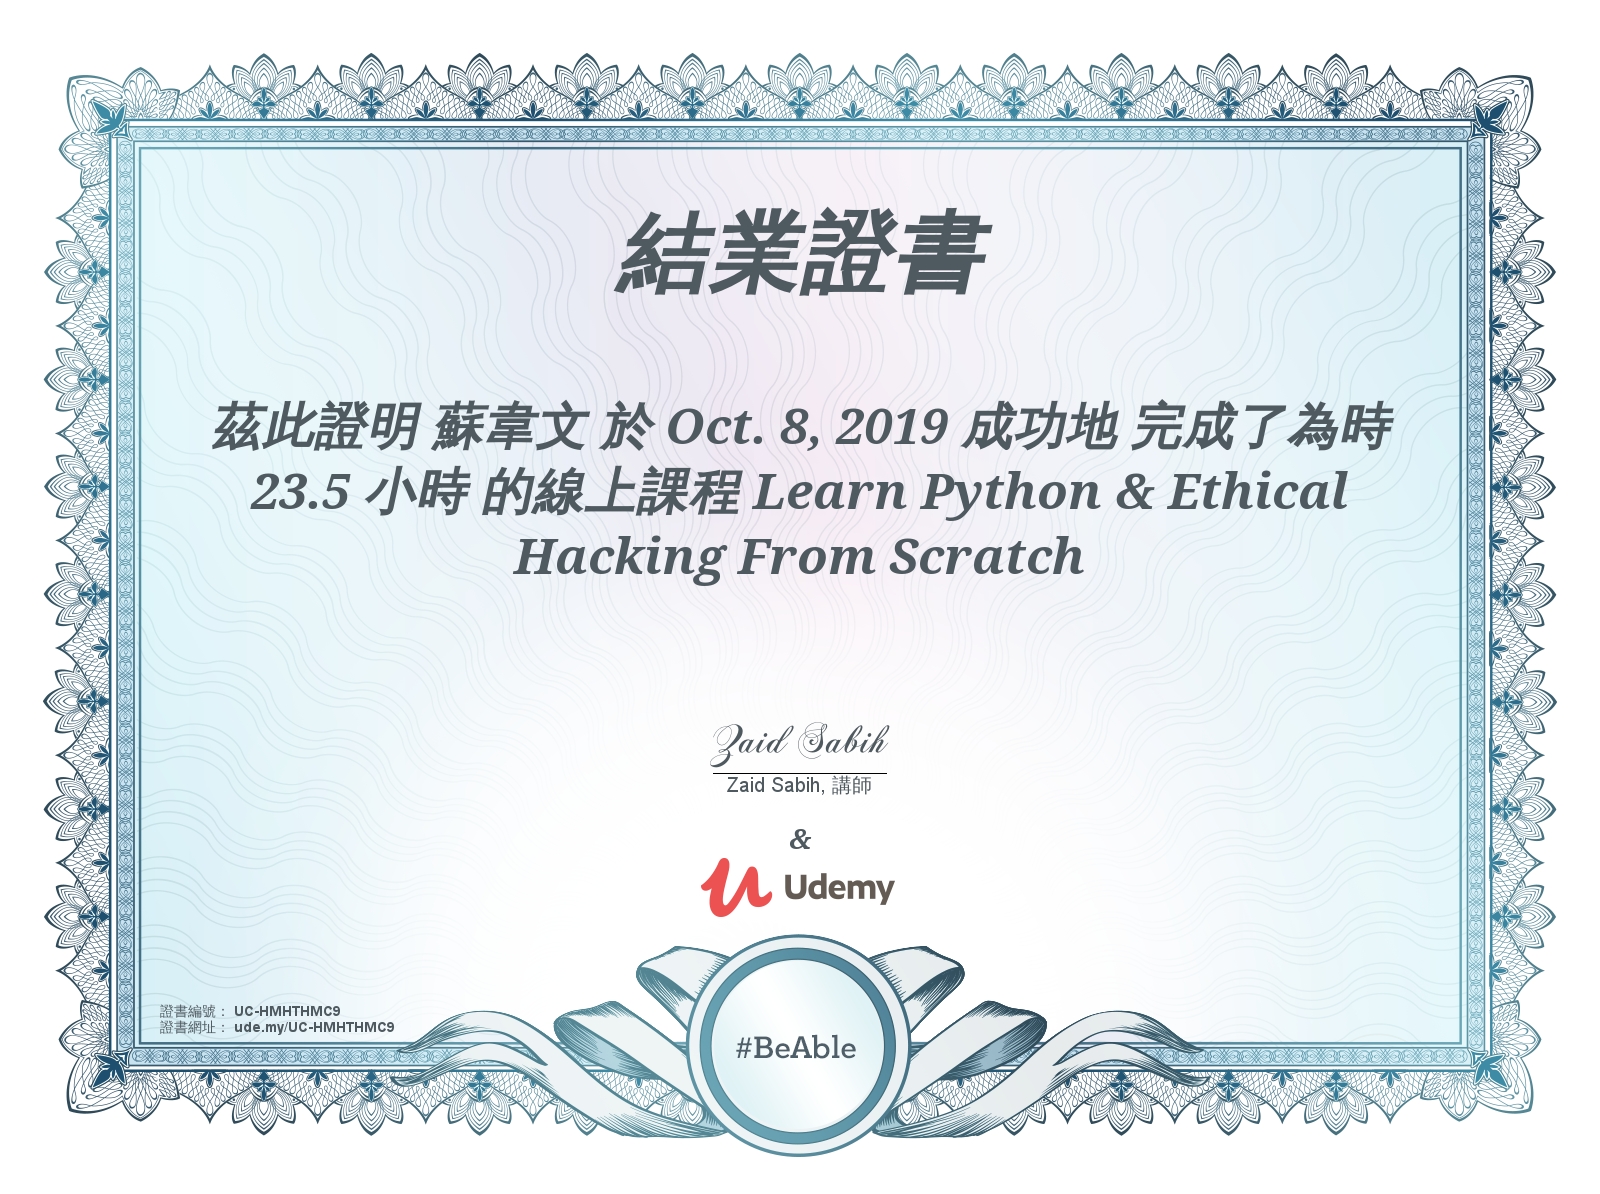 結業證書
茲此證明 蘇韋文 於 Oct. 8, 2019 成功地 完成了為時
23.5 小時 的線上課程 Learn Python & Ethical
Hacking From Scratch
Zaid Sabih
Zaid Sabih, 講師
&
Udemy
證書編號： UC-HMHTHMC9
證書網址： ude.my/UC-HMHTHMC9
#BeAble